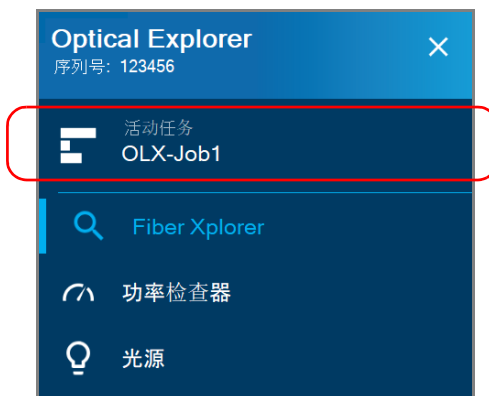 Optical Explorer
序列号: 123456
活动任务
OLX-Job1
Fiber Xplorer
功率检查器
光源